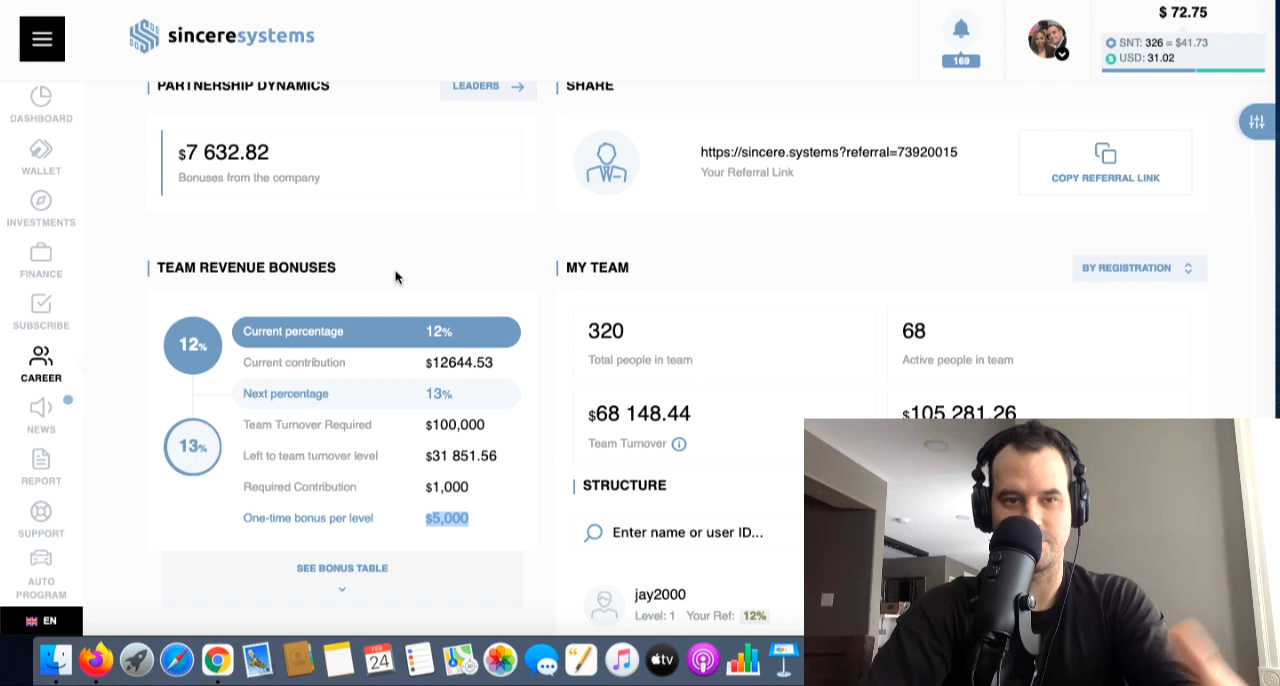 $ 72.75
sinceresystems
SNT: 326 = $41.73
USD: 31.02
169
DASHBOARD
WALLET
INVESTMENTS
FINANCE
SUBSCRIBE
CAREER
NEWS
REPORT
SUPPORT
AUTO
PROGRAM
EN
PARTNERSHIP DYNAMICS
LEADERS
$7 632.82
Bonuses from the company
SHARE
https://sincere.systems?referral=73920015
Your Referral Link
COPY REFERRAL LINK
TEAM REVENUE BONUSES
12%
Current percentage 12%
Current contribution $12644.53
Next percentage 13%
13%
Team Turnover Required $100,000
Left to team turnover level $31 851.56
Required Contribution $1,000
One-time bonus per level $5,000
SEE BONUS TABLE
MY TEAM
BY REGISTRATION
320
Total people in team
68
Active people in team
$68 148.44
Team Turnover
$105 281.26
STRUCTURE
Enter name or user ID...
jay2000
Level: 1 Your Ref: 12%
FEB
24
tv